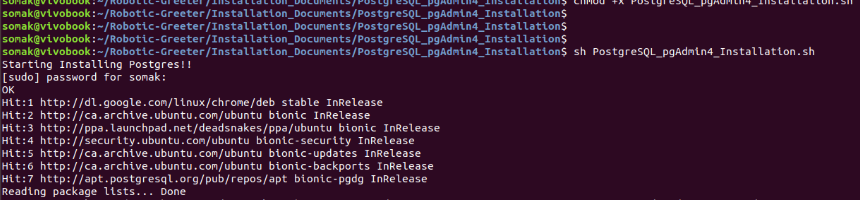 somak@vivobook:~/Robotic-Greeter/Installation_Documents/PostgreSQL_pgAdmin4_Installation$ chmod +x PostgreSQL_pgAdmin4_Installation.sh
somak@vivobook:~/Robotic-Greeter/Installation_Documents/PostgreSQL_pgAdmin4_Installation$
somak@vivobook:~/Robotic-Greeter/Installation_Documents/PostgreSQL_pgAdmin4_Installation$
somak@vivobook:~/Robotic-Greeter/Installation_Documents/PostgreSQL_pgAdmin4_Installation$ sh PostgreSQL_pgAdmin4_Installation.sh
Starting Installing Postgres!!
[sudo] password for somak:
OK
Hit:1 http://dl.google.com/linux/chrome/deb stable InRelease
Hit:2 http://ca.archive.ubuntu.com/ubuntu bionic InRelease
Hit:3 http://ppa.launchpad.net/deadsnakes/ppa/ubuntu bionic InRelease
Hit:4 http://security.ubuntu.com/ubuntu bionic-security InRelease
Hit:5 http://ca.archive.ubuntu.com/ubuntu bionic-updates InRelease
Hit:6 http://ca.archive.ubuntu.com/ubuntu bionic-backports InRelease
Hit:7 http://apt.postgresql.org/pub/repos/apt bionic-pgdg InRelease
Reading package lists... Done